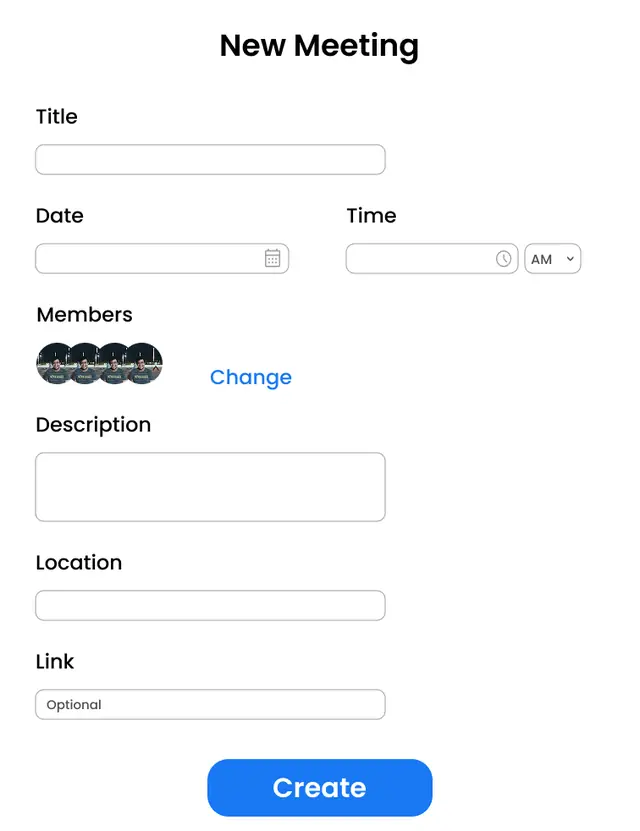 New Meeting
Title
Date Time
AM
Members
Change
Description
Location
Link
Optional
Create